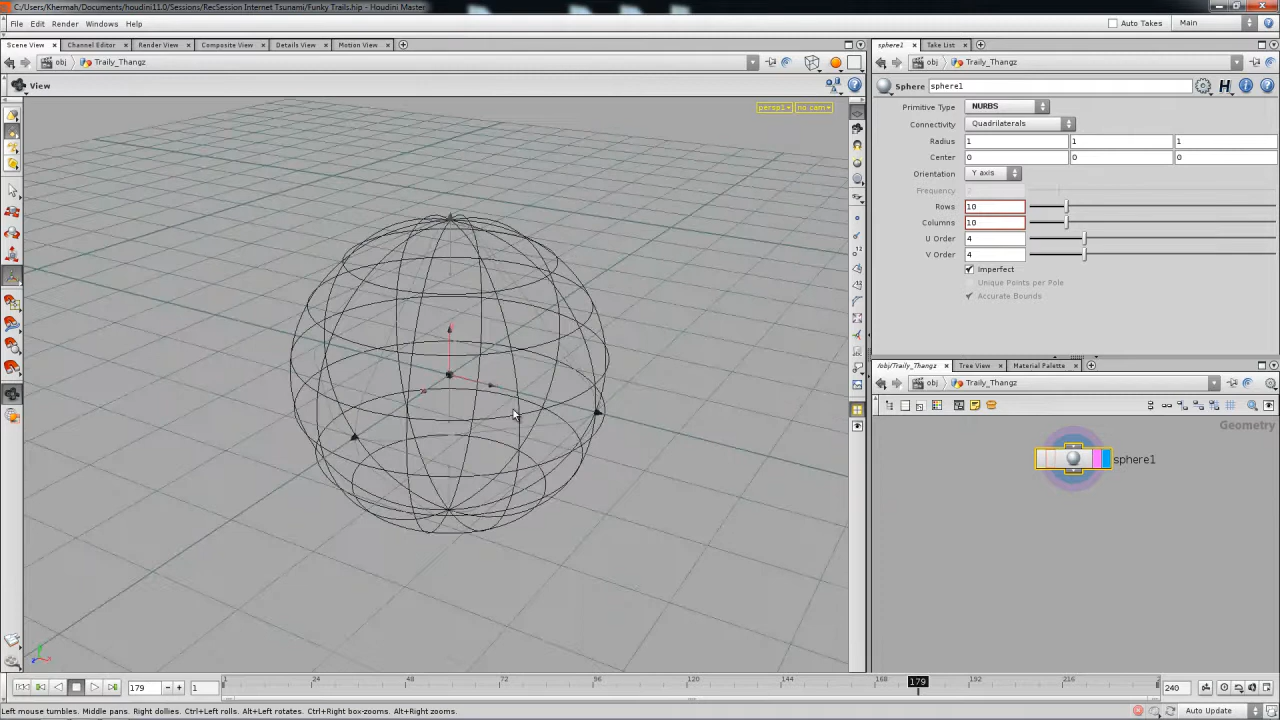 C:/Users/Khermah/Documents/houdini11.0/Sessions/RecSession Internet Tsunami/Funky Trails.hip - Houdini Master
File Edit Render Windows Help
Auto Takes Main
Scene View Channel Editor Render View Composite View Details View Motion View
obj Traily_Thangz
View
persp1 no cam
sphere1 Take List
obj Traily_Thangz
Sphere sphere1
Primitive Type NURBS
Connectivity Quadrilaterals
Radius 1 1 1
Center 0 0 0
Orientation Y axis
Frequency 2
Rows 10
Columns 10
U Order 4
V Order 4
Imperfect
Unique Points per Pole
Accurate Bounds
/obj/Traily_Thangz Tree View Material Palette
obj Traily_Thangz
Geometry
sphere1
179 1 1 24 48 72 96 120 144 168 179 192 216 240
Left mouse tumbles. Middle pans. Right dollies. Ctrl+Left rolls. Alt+Left rotates. Ctrl+Right box-zooms. Alt+Right zooms.
Auto Update